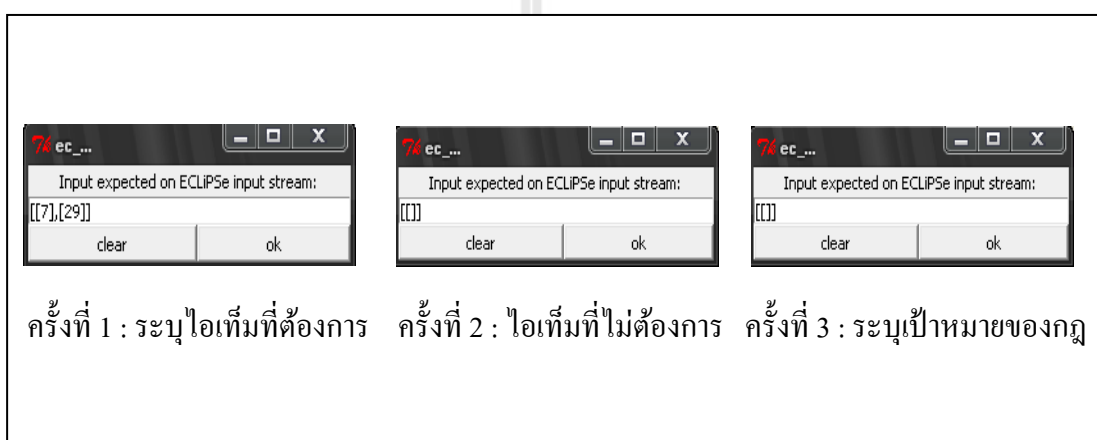 ec_...
Input expected on ECLiPSe input stream:
[[7],[29]]
clear ok
ครั้งที่ 1 : ระบุไอเท็มที่ต้องการ
ec_...
Input expected on ECLiPSe input stream:
[[]]
clear ok
ครั้งที่ 2 : ไอเท็มที่ไม่ต้องการ
ec_...
Input expected on ECLiPSe input stream:
[[]]
clear ok
ครั้งที่ 3 : ระบุเป้าหมายของกฎ